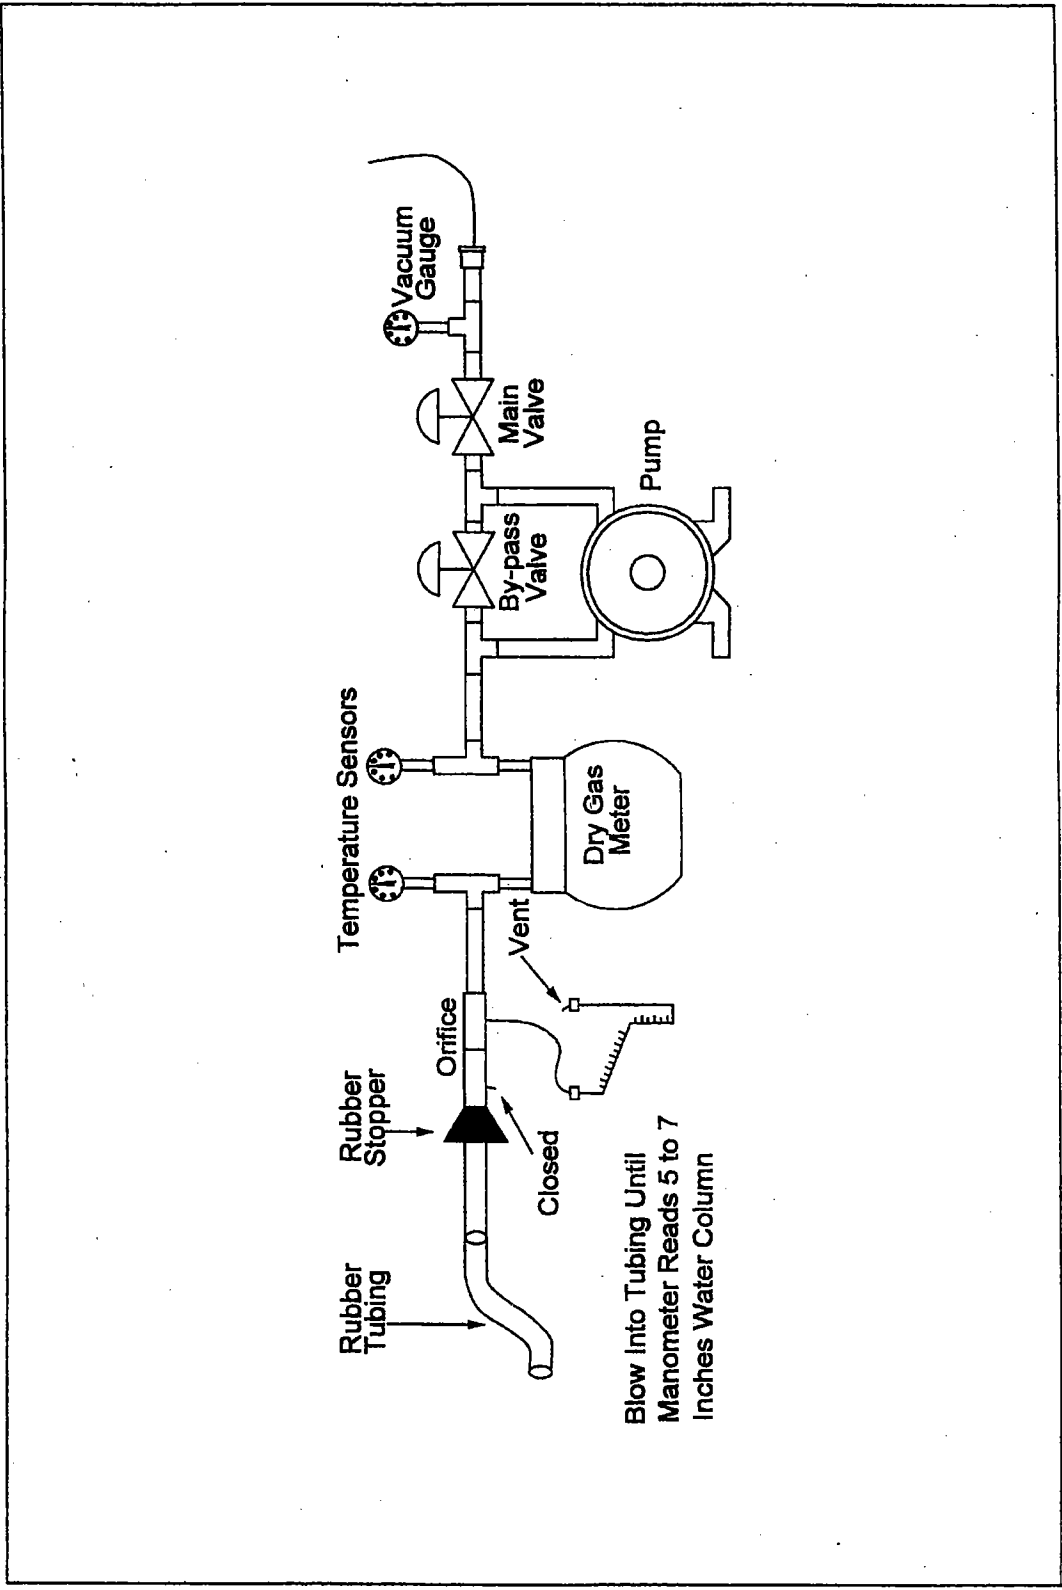 Rubber
Tubing
Rubber
Stopper
Orifice
Temperature Sensors
Vacuum
Gauge
Closed
Vent
Dry Gas
Meter
By-pass
Valve
Main
Valve
Pump
Blow Into Tubing Until
Manometer Reads 5 to 7
Inches Water Column